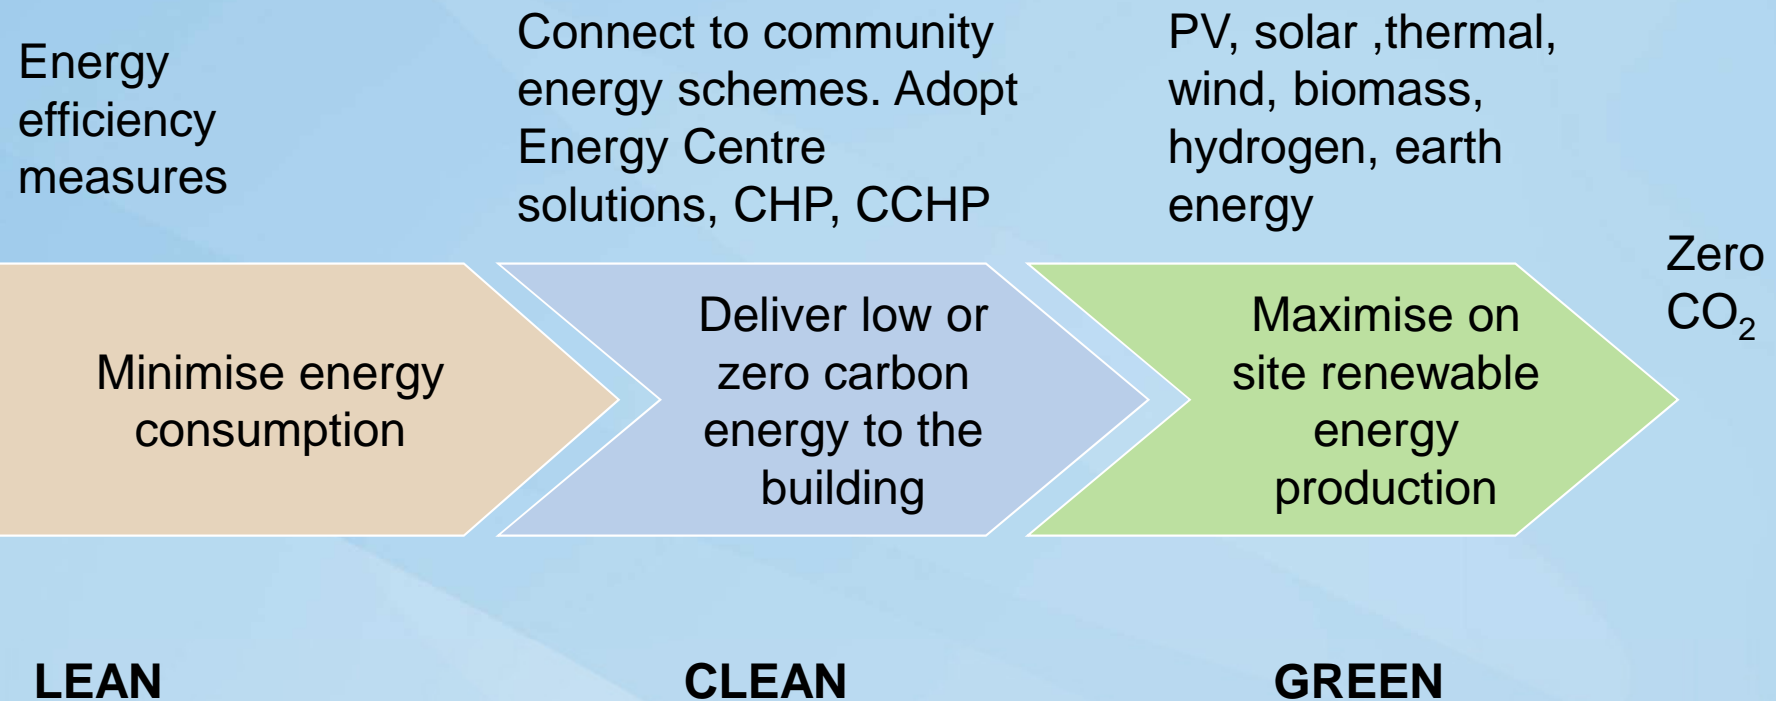 Energy
efficiency
measures
Connect to community
energy schemes. Adopt
Energy Centre
solutions, CHP, CCHP
PV, solar ,thermal,
wind, biomass,
hydrogen, earth
energy
Minimise energy
consumption
Deliver low or
zero carbon
energy to the
building
Maximise on
site renewable
energy
production
Zero
CO₂
LEAN
CLEAN
GREEN